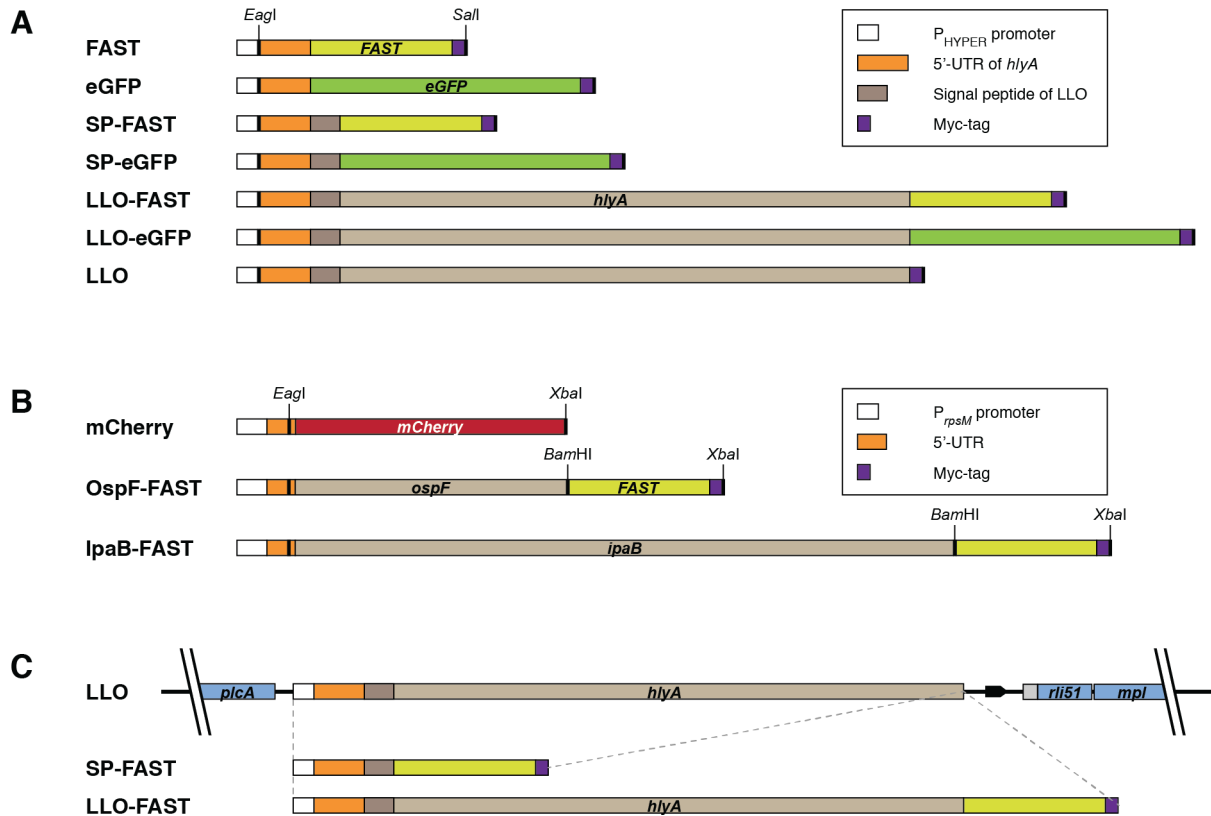 A
EagI SalI
FAST FAST
eGFP eGFP
SP-FAST
SP-eGFP
LLO-FAST hlyA
LLO-eGFP
LLO
PHYPER promoter
5’-UTR of hlyA
Signal peptide of LLO
Myc-tag
B
EagI XbaI
mCherry mCherry
BamHI XbaI
OspF-FAST ospF FAST
BamHI XbaI
IpaB-FAST ipaB
PrpsM promoter
5’-UTR
Myc-tag
C
LLO plcA hlyA rli51 mpl
SP-FAST
LLO-FAST hlyA